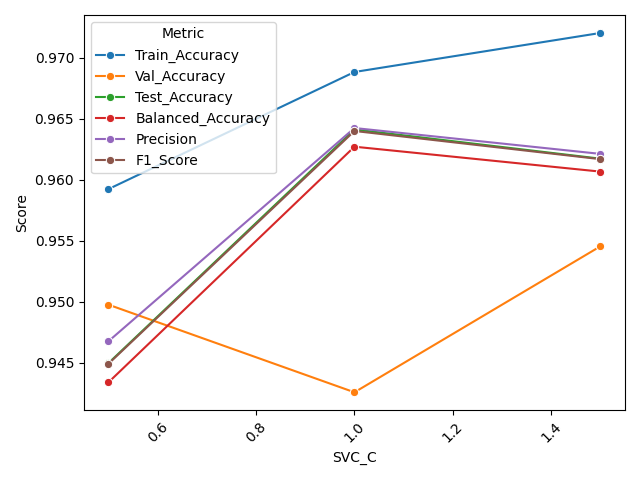 Metric
Train_Accuracy
Val_Accuracy
Test_Accuracy
Balanced_Accuracy
Precision
F1_Score
0.970
0.965
0.960
0.955
0.950
0.945
Score
0.6
0.8
1.0
1.2
1.4
SVC_C